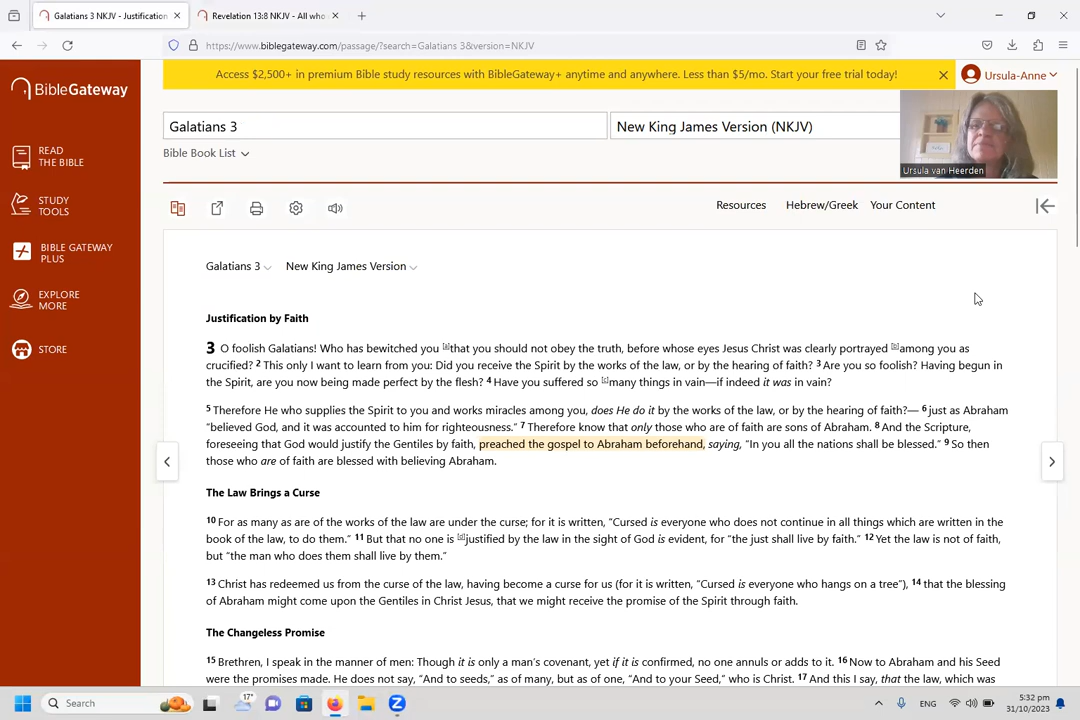 Galatians 3 NKJV - Justification
Revelation 13:8 NKJV - All who
https://www.biblegateway.com/passage/?search=Galatians 3&version=NKJV
BibleGateway
Access $2,500+ in premium Bible study resources with BibleGateway+ anytime and anywhere. Less than $5/mo. Start your free trial today!
Ursula-Anne
Galatians 3
New King James Version (NKJV)
Bible Book List
Ursula van Heerden
READ
THE BIBLE
STUDY
TOOLS
BIBLE GATEWAY
PLUS
EXPLORE
MORE
STORE
Resources
Hebrew/Greek
Your Content
Galatians 3
New King James Version
Justification by Faith
3 O foolish Galatians! Who has bewitched you [a]that you should not obey the truth, before whose eyes Jesus Christ was clearly portrayed [b]among you as
crucified? 2 This only I want to learn from you: Did you receive the Spirit by the works of the law, or by the hearing of faith? 3 Are you so foolish? Having begun in
the Spirit, are you now being made perfect by the flesh? 4 Have you suffered so [c]many things in vain—if indeed it was in vain?
5 Therefore He who supplies the Spirit to you and works miracles among you, does He do it by the works of the law, or by the hearing of faith?— 6 just as Abraham
"believed God, and it was accounted to him for righteousness." 7 Therefore know that only those who are of faith are sons of Abraham. 8 And the Scripture,
foreseeing that God would justify the Gentiles by faith, preached the gospel to Abraham beforehand, saying, "In you all the nations shall be blessed." 9 So then
those who are of faith are blessed with believing Abraham.
The Law Brings a Curse
10 For as many as are of the works of the law are under the curse; for it is written, "Cursed is everyone who does not continue in all things which are written in the
book of the law, to do them." 11 But that no one is [d]justified by the law in the sight of God is evident, for "the just shall live by faith." 12 Yet the law is not of faith,
but "the man who does them shall live by them."
13 Christ has redeemed us from the curse of the law, having become a curse for us (for it is written, "Cursed is everyone who hangs on a tree"), 14 that the blessing
of Abraham might come upon the Gentiles in Christ Jesus, that we might receive the promise of the Spirit through faith.
The Changeless Promise
15 Brethren, I speak in the manner of men: Though it is only a man's covenant, yet if it is confirmed, no one annuls or adds to it. 16 Now to Abraham and his Seed
were the promises made. He does not say, "And to seeds," as of many, but as of one, "And to your Seed," who is Christ. 17 And this I say, that the law, which was
Search
17°
ENG
5:32 pm
31/10/2023